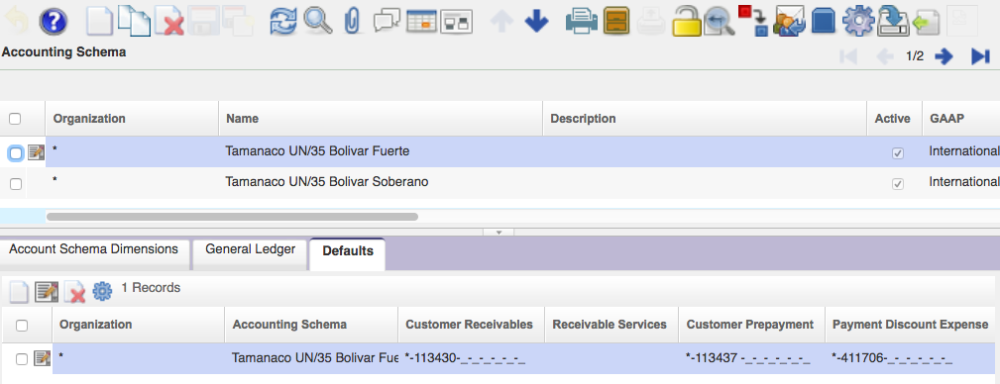 Accounting Schema
1/2
Organization Name Description Active GAAP
* Tamanaco UN/35 Bolivar Fuerte International
* Tamanaco UN/35 Bolivar Soberano International
Account Schema Dimensions General Ledger Defaults
1 Records
Organization Accounting Schema Customer Receivables Receivable Services Customer Prepayment Payment Discount Expense
* Tamanaco UN/35 Bolivar Fue *-113430-_-_-_-_-_-_ *-113437 -_-_-_-_-_-_ *-411706-_-_-_-_-_-_